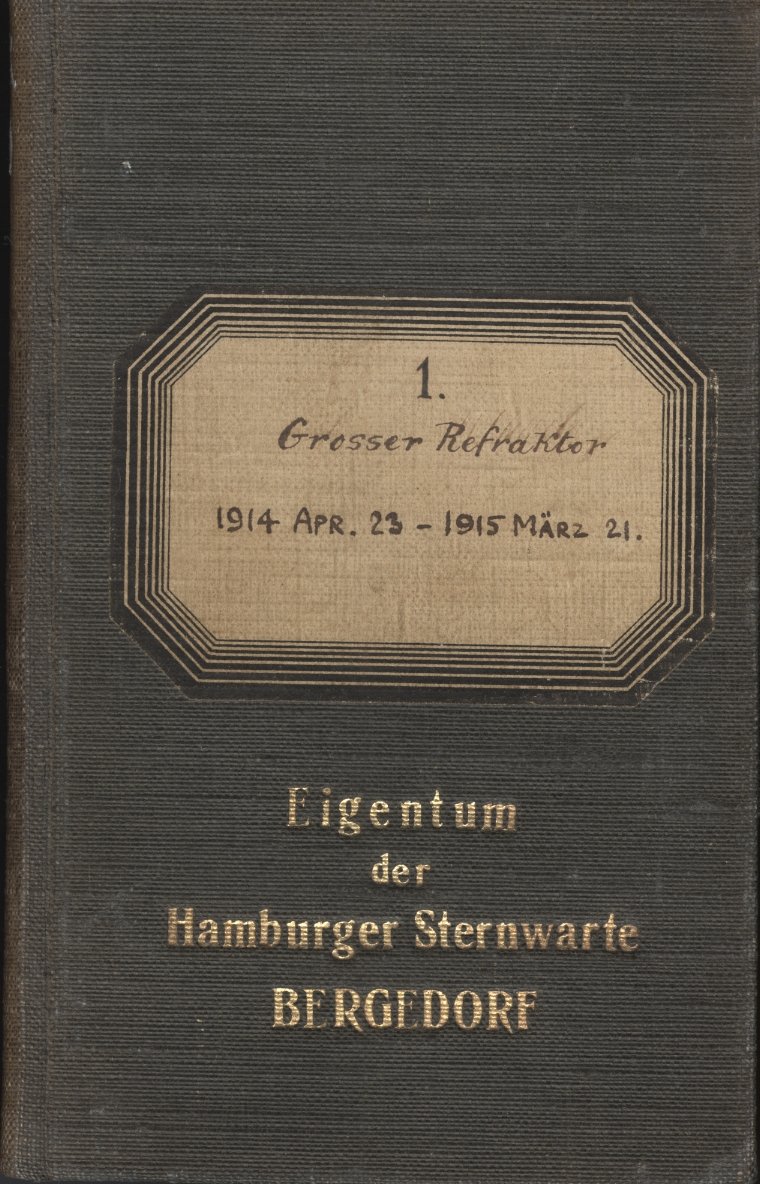 1.
Grosser Refraktor
1914 APR. 23 - 1915 MÄRZ 21.
Eigentum
der
Hamburger Sternwarte
BERGEDORF